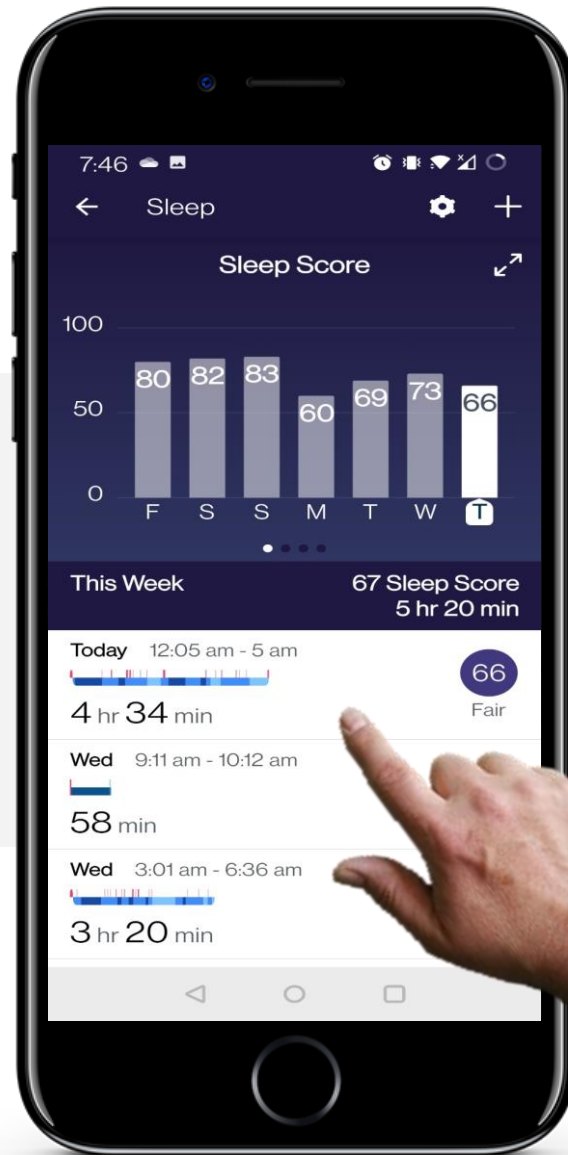 7:46
Sleep
Sleep Score
100
50
0
80 82 83 60 69 73 66
F S S M T W T
This Week 67 Sleep Score
5 hr 20 min
Today 12:05 am - 5 am
66
Fair
4 hr 34 min
Wed 9:11 am - 10:12 am
58 min
Wed 3:01 am - 6:36 am
3 hr 20 min